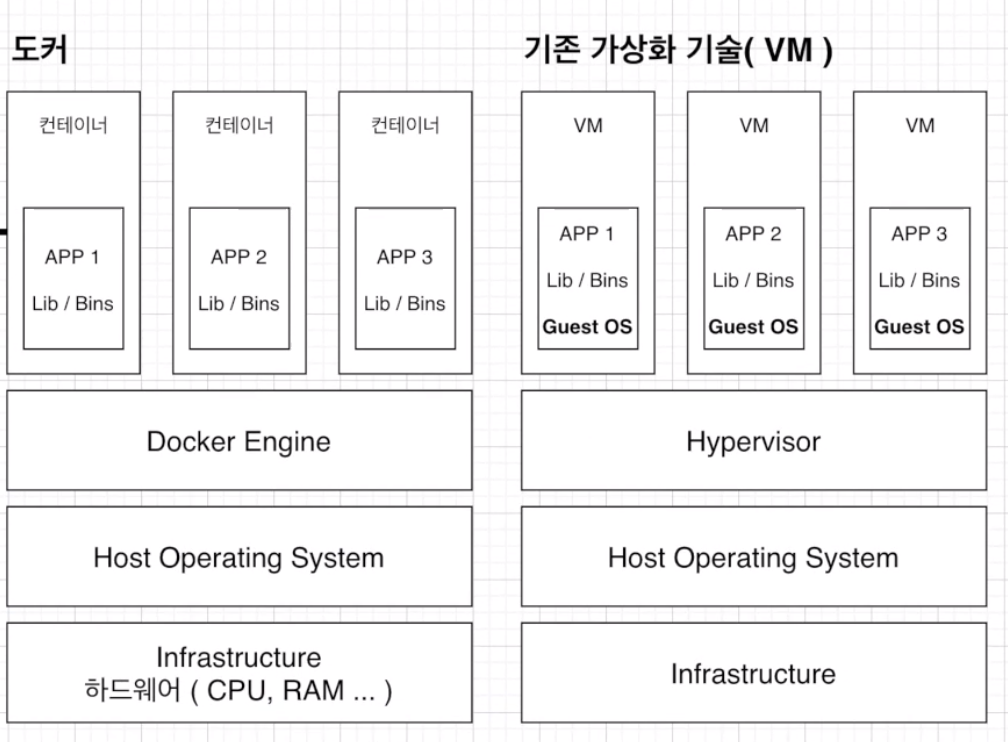 도커
컨테이너
APP 1
Lib / Bins
컨테이너
APP 2
Lib / Bins
컨테이너
APP 3
Lib / Bins
Docker Engine
Host Operating System
Infrastructure
하드웨어 ( CPU, RAM ... )
기존 가상화 기술( VM )
VM
APP 1
Lib / Bins
Guest OS
VM
APP 2
Lib / Bins
Guest OS
VM
APP 3
Lib / Bins
Guest OS
Hypervisor
Host Operating System
Infrastructure